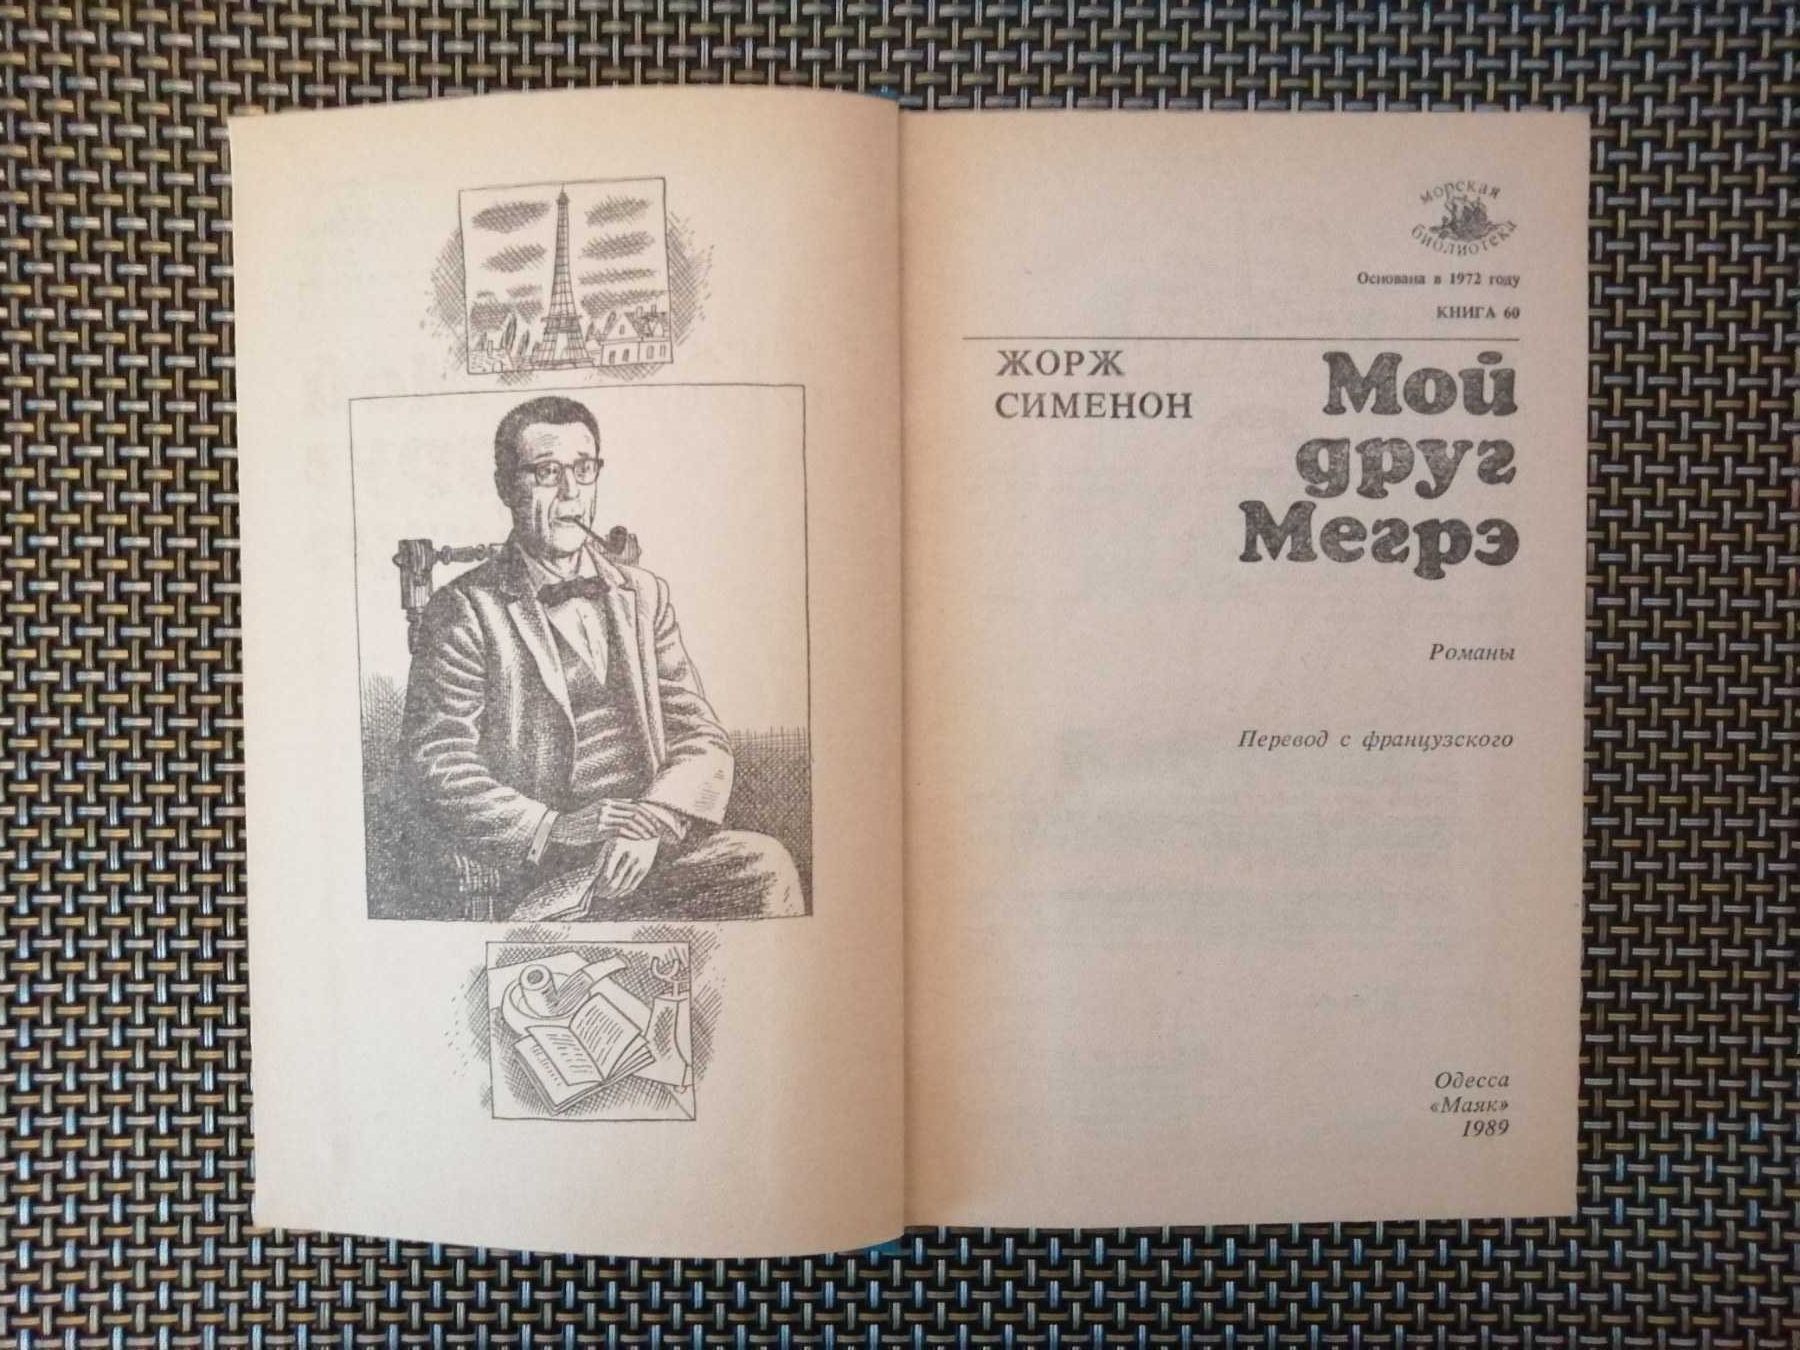 морская
библиотека
Основана в 1972 году
КНИГА 60
ЖОРЖ
СИМЕНОН
Мой
друг
Мегрэ
Романы
Перевод с французского
Одесса
«Маяк»
1989